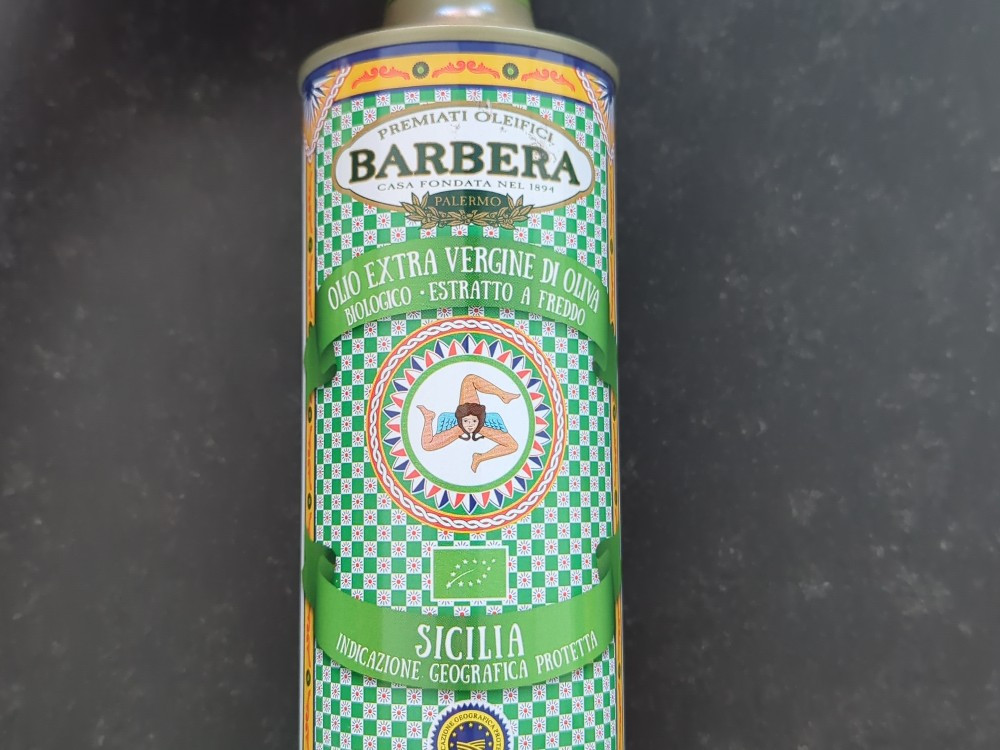 PREMIATI OLEIFICI
BARBERA
CASA FONDATA NEL 1894
PALERMO
OLIO EXTRA VERGINE DI OLIVA
BIOLOGICO · ESTRATTO A FREDDO
SICILIA
INDICAZIONE GEOGRAFICA PROTETTA
GEOGRAFICA